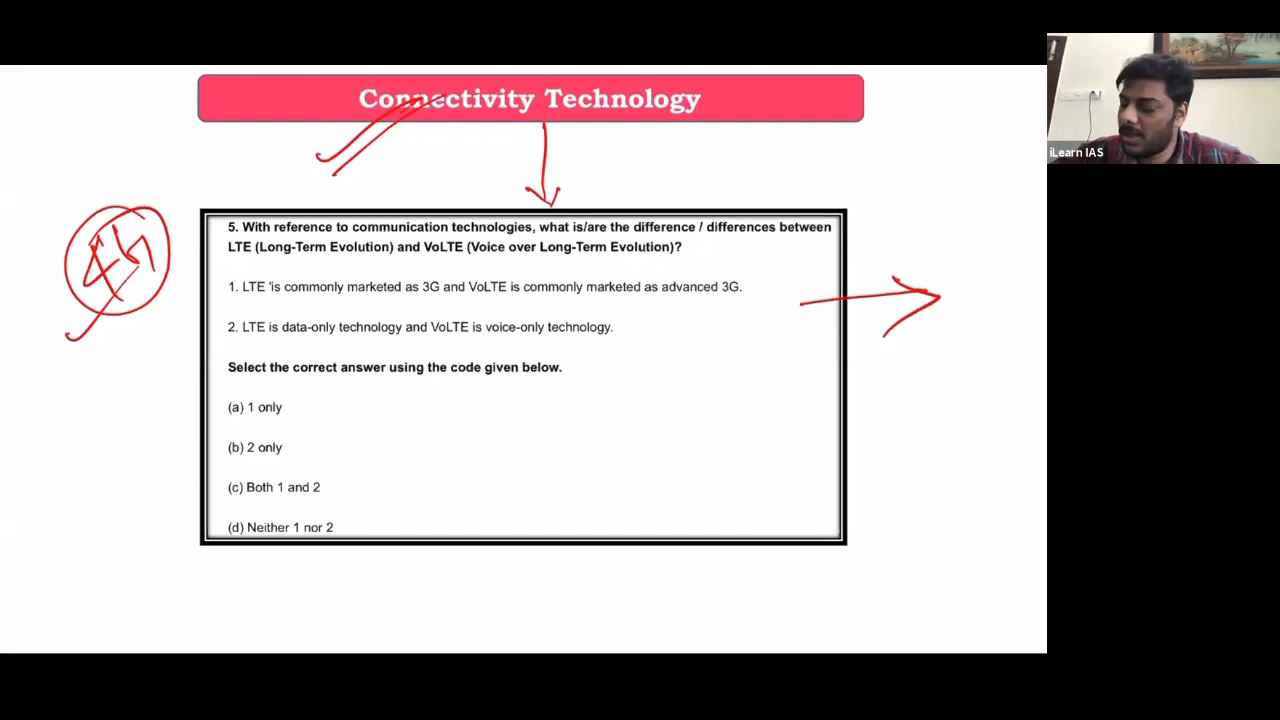 Connectivity Technology
iLearn IAS
4G
5. With reference to communication technologies, what is/are the difference / differences between
LTE (Long-Term Evolution) and VoLTE (Voice over Long-Term Evolution)?
1. LTE 'is commonly marketed as 3G and VoLTE is commonly marketed as advanced 3G.
2. LTE is data-only technology and VoLTE is voice-only technology.
Select the correct answer using the code given below.
(a) 1 only
(b) 2 only
(c) Both 1 and 2
(d) Neither 1 nor 2